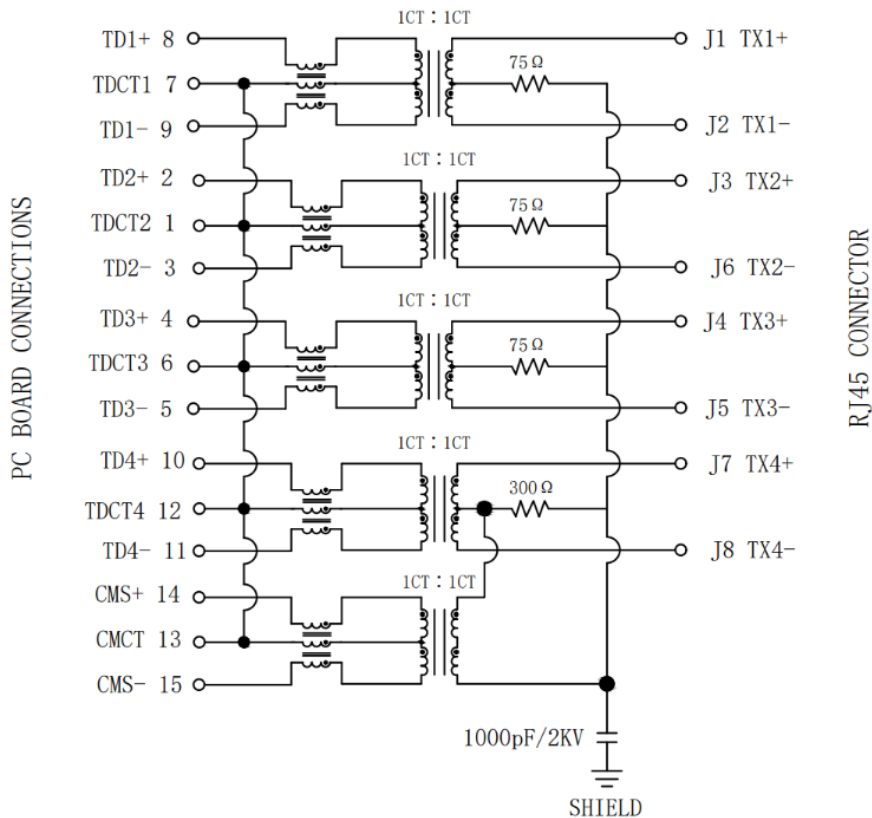 1CT : 1CT
TD1+ 8
J1 TX1+
75Ω
TDCT1 7
TD1- 9
J2 TX1-
1CT : 1CT
TD2+ 2
J3 TX2+
75Ω
TDCT2 1
TD2- 3
J6 TX2-
1CT : 1CT
TD3+ 4
J4 TX3+
75Ω
TDCT3 6
TD3- 5
J5 TX3-
1CT : 1CT
TD4+ 10
J7 TX4+
300Ω
TDCT4 12
TD4- 11
J8 TX4-
1CT : 1CT
CMS+ 14
CMCT 13
CMS- 15
1000pF/2KV
SHIELD
PC BOARD CONNECTIONS
RJ45 CONNECTOR